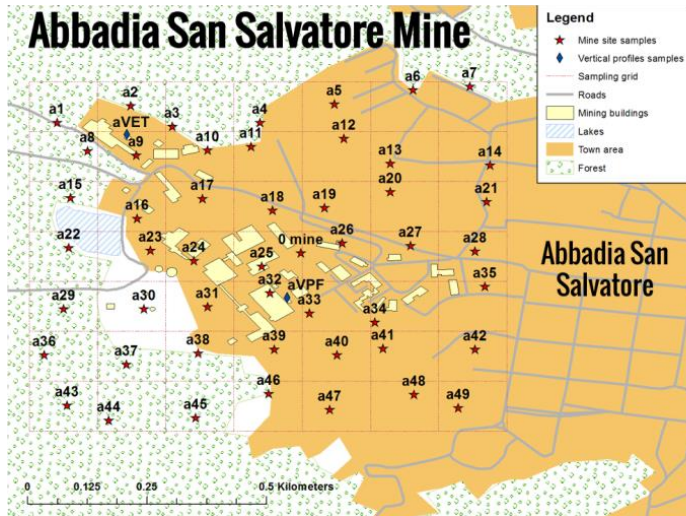 Abbadia San Salvatore Mine
Legend
Mine site samples
Vertical profiles samples
Sampling grid
Roads
Mining buildings
Lakes
Town area
Forest
a1
a2
a3
a4
a5
a6
a7
aVET
a8
a9
a10
a11
a12
a13
a14
a15
a16
a17
a18
a19
a20
a21
a22
a23
a24
a25
0 mine
a26
a27
a28
Abbadia San
Salvatore
a29
a30
a31
a32
aVPF
a33
a34
a35
a36
a37
a38
a39
a40
a41
a42
a43
a44
a45
a46
a47
a48
a49
0 0.125 0.25 0.5 Kilometers